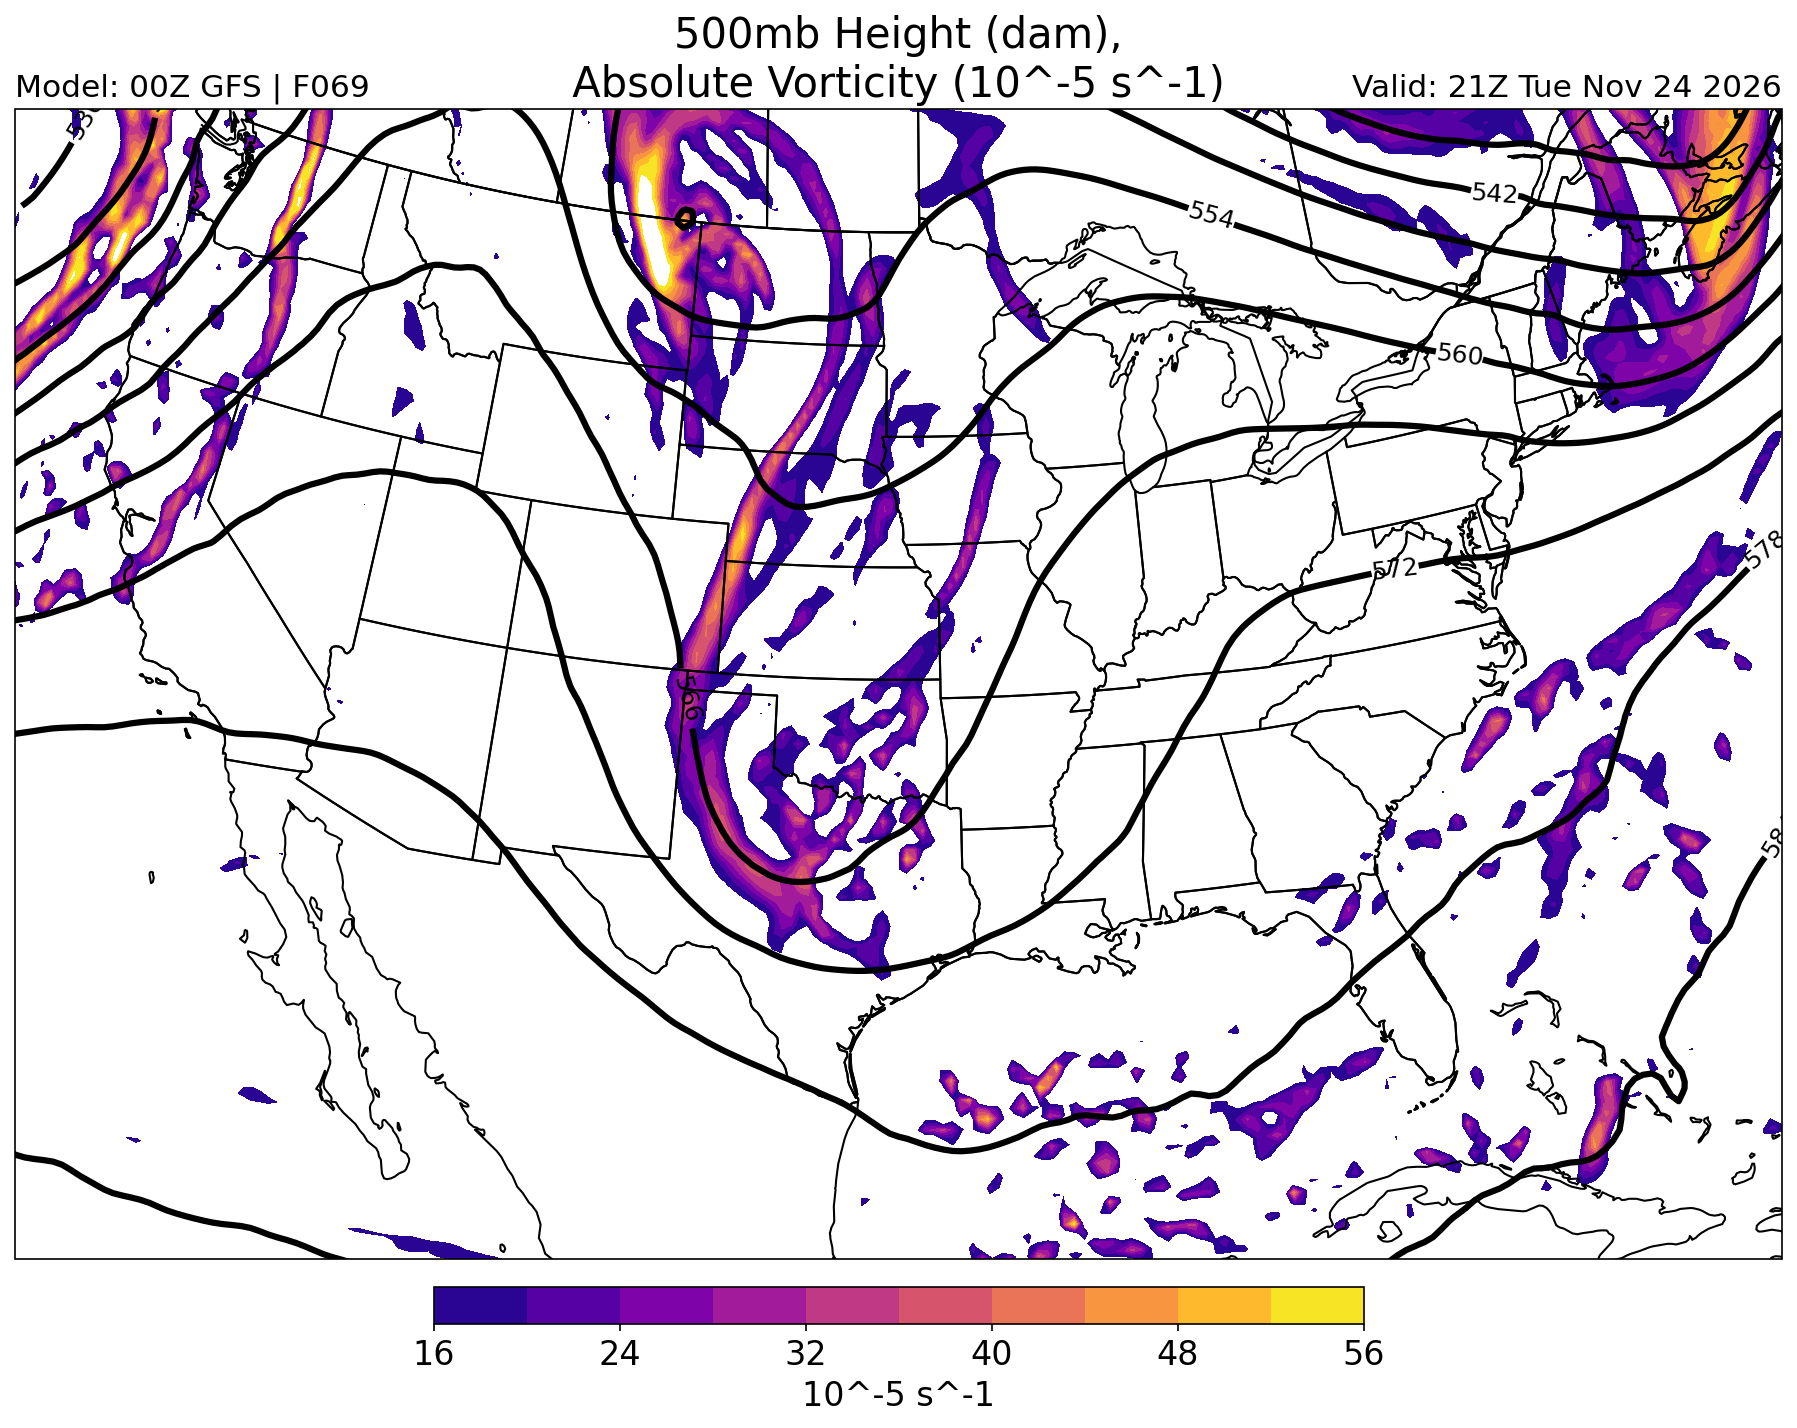 500mb Height (dam),
Model: 00Z GFS | F069
Absolute Vorticity (10^-5 s^-1)
Valid: 21Z Tue Nov 24 2026
542
554
560
578
572
566
16
24
32
40
48
56
10^-5 s^-1